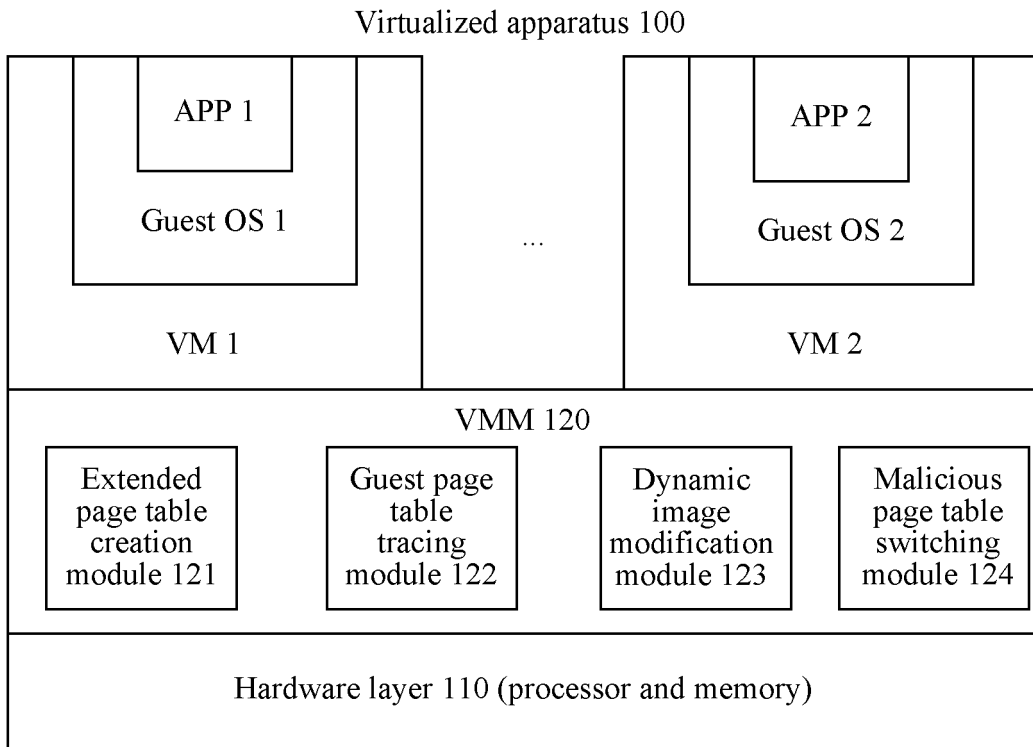 Virtualized apparatus 100
APP 1
APP 2
Guest OS 1
Guest OS 2
...
VM 1
VM 2
VMM 120
Extended
page table
creation
module 121
Guest page
table
tracing
module 122
Dynamic
image
modification
module 123
Malicious
page table
switching
module 124
Hardware layer 110 (processor and memory)